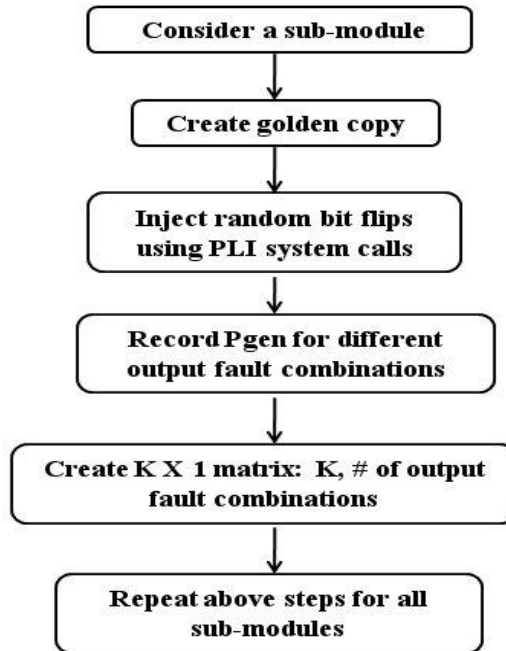 Consider a sub-module
Create golden copy
Inject random bit flips
using PLI system calls
Record Pgen for different
output fault combinations
Create K X 1 matrix: K, # of output
fault combinations
Repeat above steps for all
sub-modules